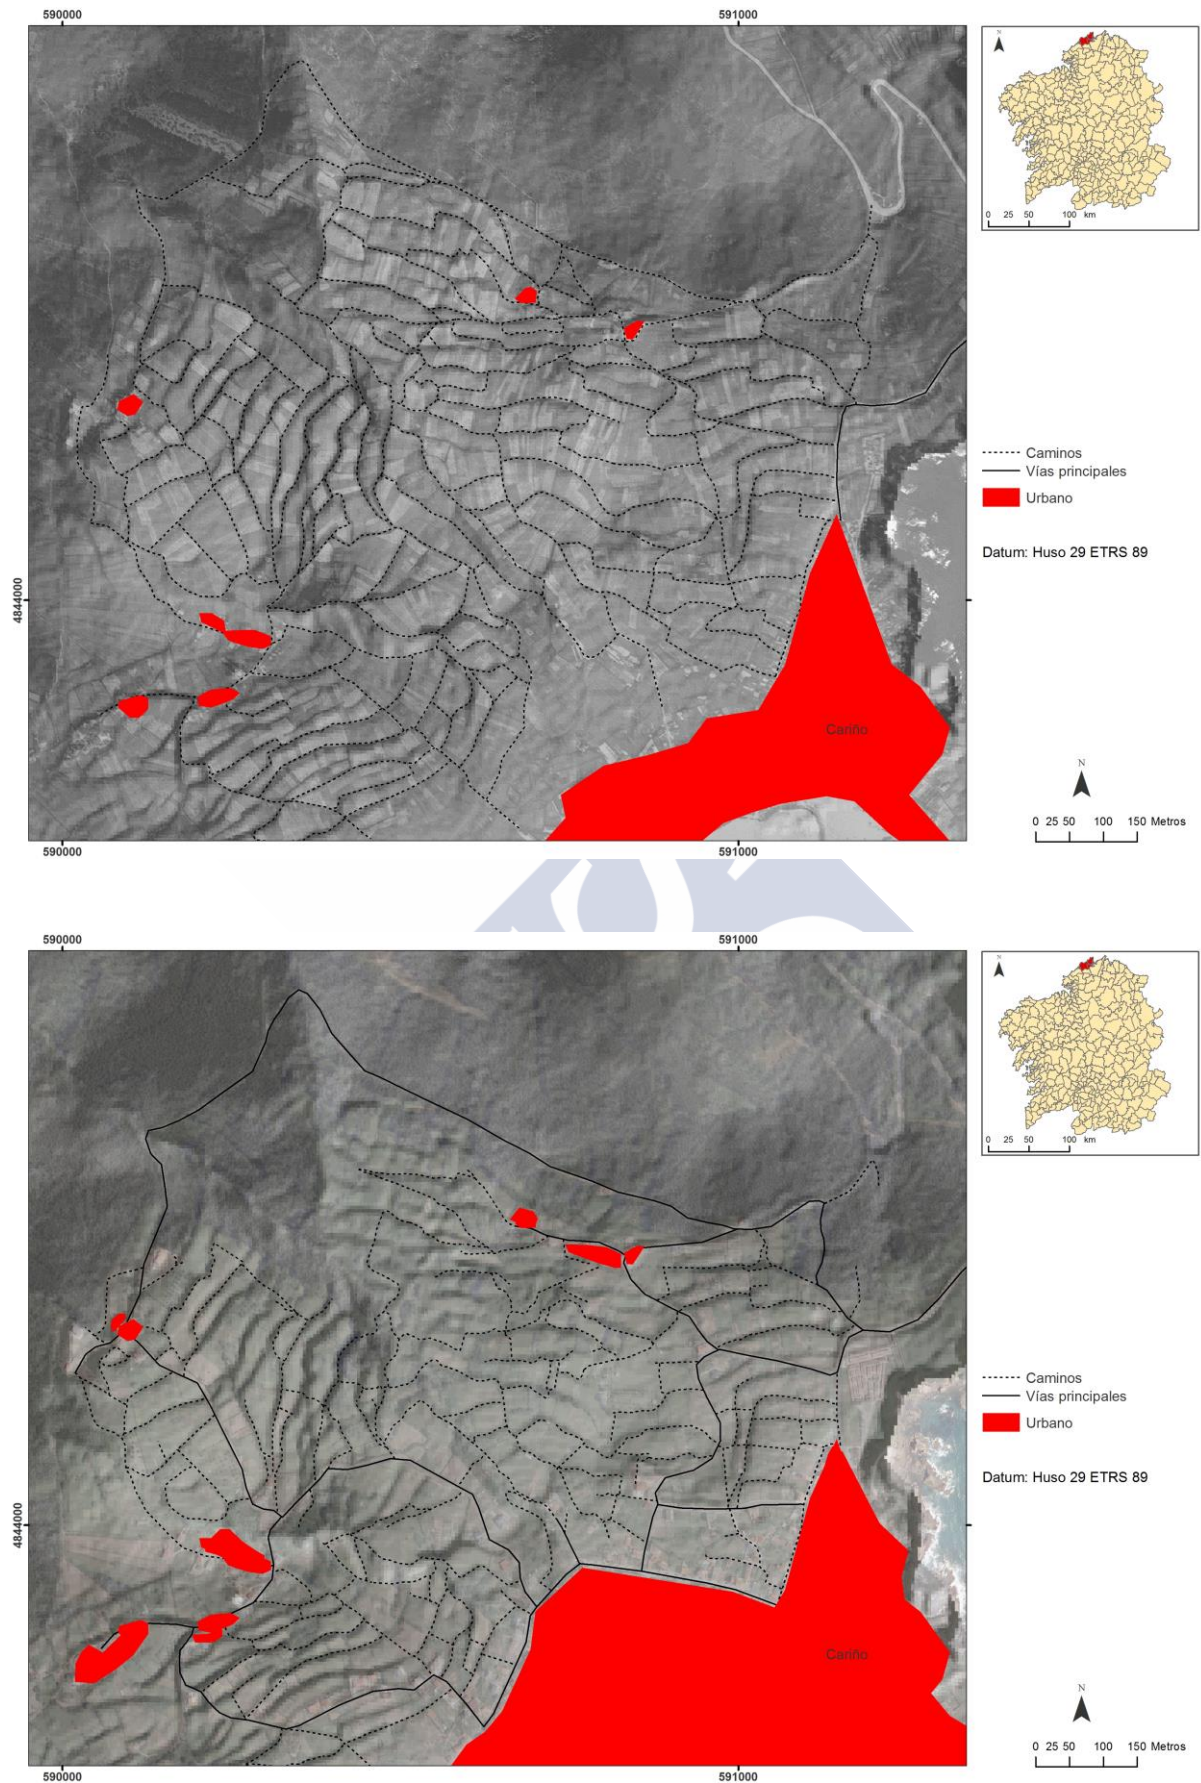 590000 591000
N
0 25 50 100 km
Caminos
Vías principales
Urbano
Datum: Huso 29 ETRS 89
4844000
Cariño
N
0 25 50 100 150 Metros
590000 591000
590000 591000
N
0 25 50 100 km
Caminos
Vías principales
Urbano
Datum: Huso 29 ETRS 89
4844000
Cariño
N
0 25 50 100 150 Metros
590000 591000